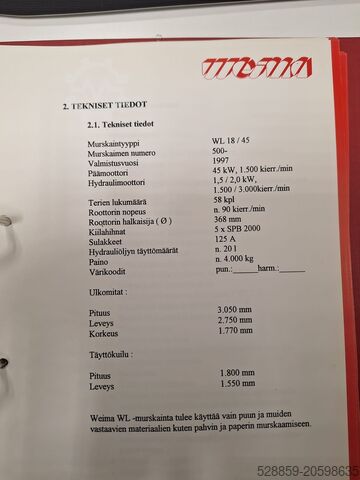 WEIMA
2. TEKNISET TIEDOT
2.1. Tekniset tiedot
Murskaintyyppi WL 18 / 45
Murskaimen numero 500-
Valmistusvuosi 1997
Päämoottori 45 kW, 1.500 kierr./min
Hydraulimoottori 1,5 / 2,0 kW,
1.500 / 3.000kierr./min
Terien lukumäärä 58 kpl
Roottorin nopeus n. 90 kierr/min
Roottorin halkaisija ( Ø ) 368 mm
Kiilahihnat 5 x SPB 2000
Sulakkeet 125 A
Hydrauliöljyn täyttömäärät n. 20 l
Paino n. 4.000 kg
Värikoodit pun.:______harm.:______
Ulkomitat :
Pituus 3.050 mm
Leveys 2.750 mm
Korkeus 1.770 mm
Täyttökuilu :
Pituus 1.800 mm
Leveys 1.550 mm
Weima WL -murskainta tulee käyttää vain puun ja muiden
vastaavien materiaalien kuten pahvin ja paperin murskaamiseen.
528859-20598635